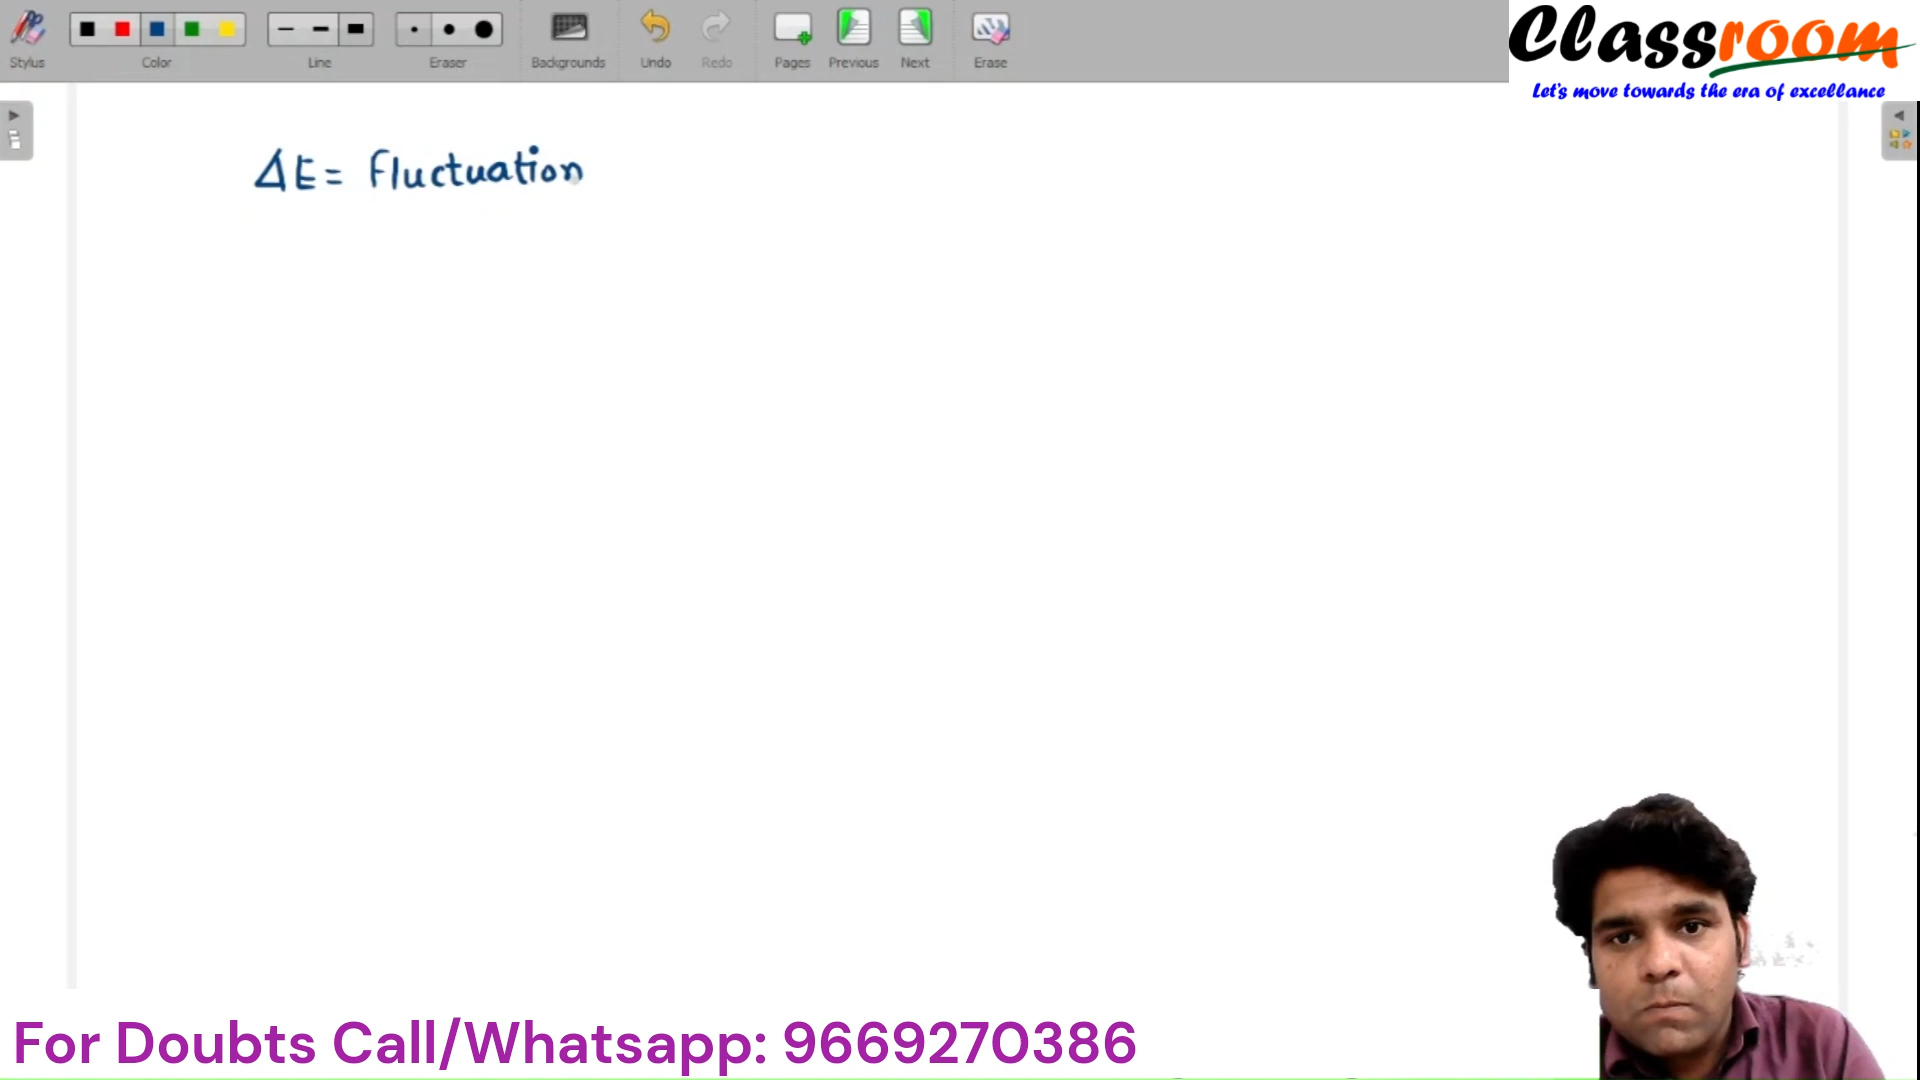 Stylus
Color
Line
Eraser
Backgrounds
Undo
Redo
Pages
Previous
Next
Erase
Classroom
Let's move towards the era of excellance
ΔE = Fluctuation
For Doubts Call/Whatsapp: 9669270386